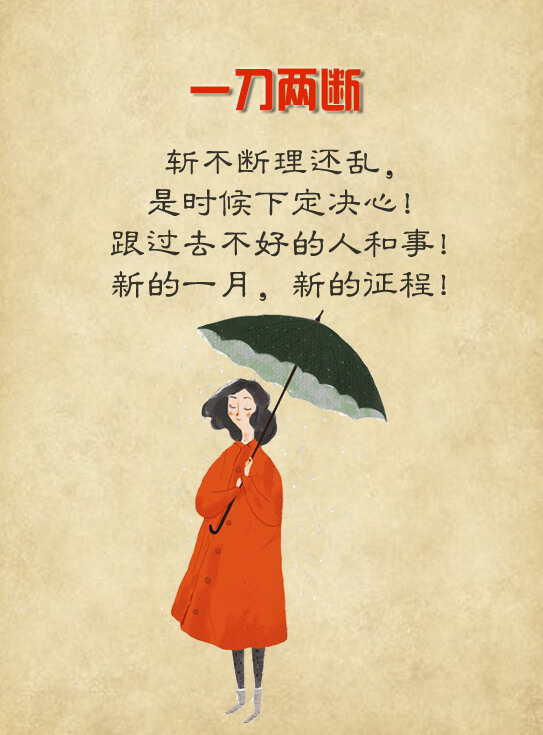 一刀两断
斩不断理还乱，
是时候下定决心！
跟过去不好的人和事！
新的一月，新的征程！